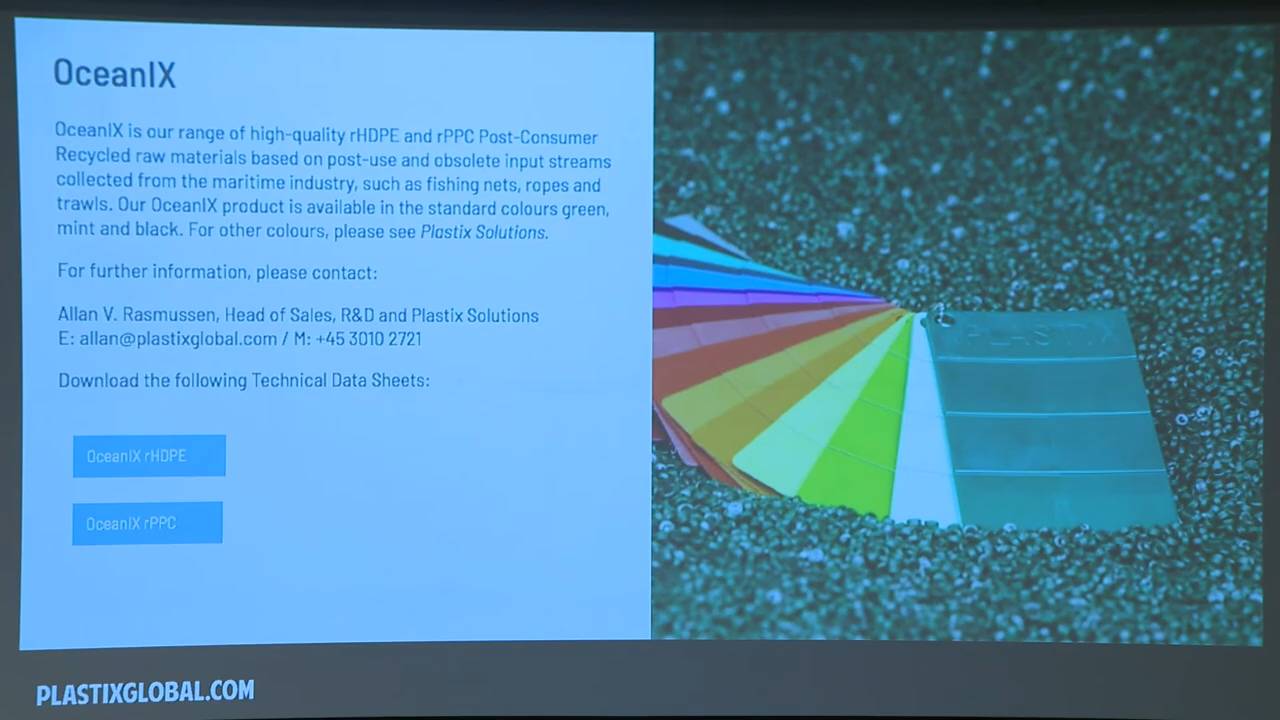 OceanIX
OceanIX is our range of high-quality rHDPE and rPPC Post-Consumer
Recycled raw materials based on post-use and obsolete input streams
collected from the maritime industry, such as fishing nets, ropes and
trawls. Our OceanIX product is available in the standard colours green,
mint and black. For other colours, please see Plastix Solutions.
For further information, please contact:
Allan V. Rasmussen, Head of Sales, R&D and Plastix Solutions
E: allan@plastixglobal.com / M: +45 3010 2721
Download the following Technical Data Sheets:
OceanIX rHDPE
OceanIX rPPC
PLASTIX
PLASTIXGLOBAL.COM